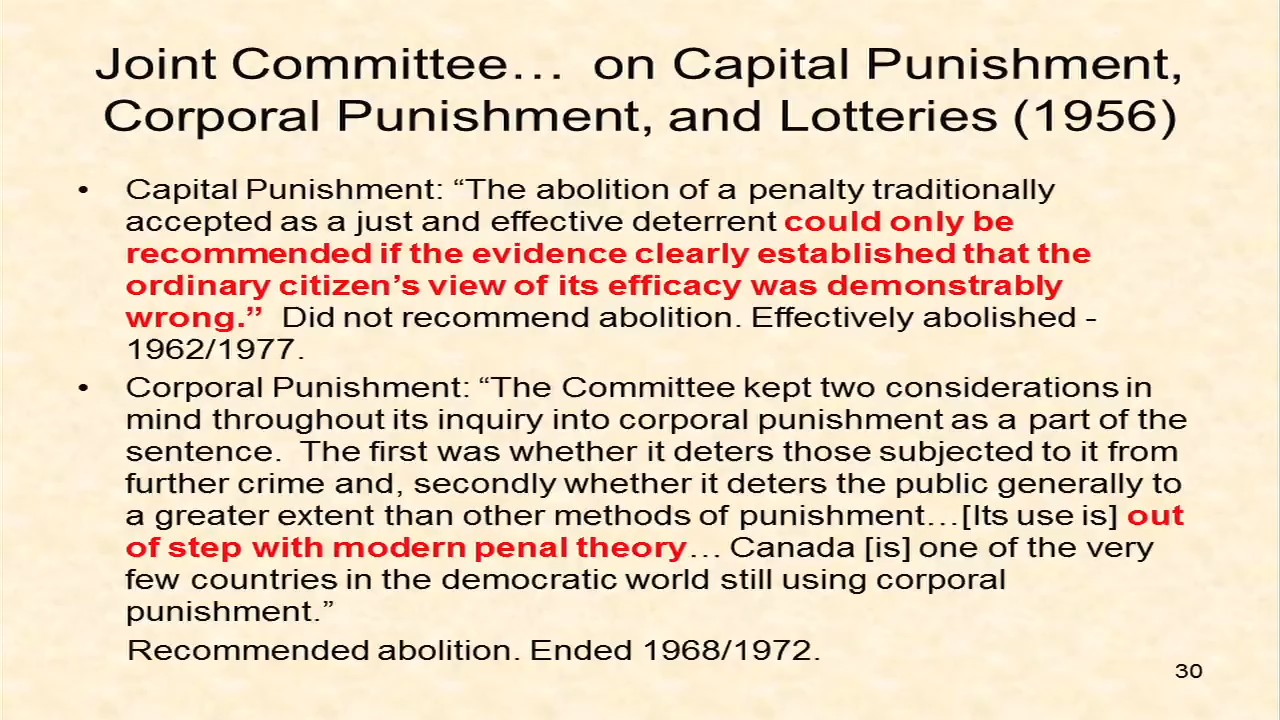 Joint Committee… on Capital Punishment,
Corporal Punishment, and Lotteries (1956)
• Capital Punishment: “The abolition of a penalty traditionally
accepted as a just and effective deterrent could only be
recommended if the evidence clearly established that the
ordinary citizen’s view of its efficacy was demonstrably
wrong.” Did not recommend abolition. Effectively abolished -
1962/1977.
• Corporal Punishment: “The Committee kept two considerations in
mind throughout its inquiry into corporal punishment as a part of the
sentence. The first was whether it deters those subjected to it from
further crime and, secondly whether it deters the public generally to
a greater extent than other methods of punishment…[Its use is] out
of step with modern penal theory… Canada [is] one of the very
few countries in the democratic world still using corporal
punishment.”
Recommended abolition. Ended 1968/1972.
30